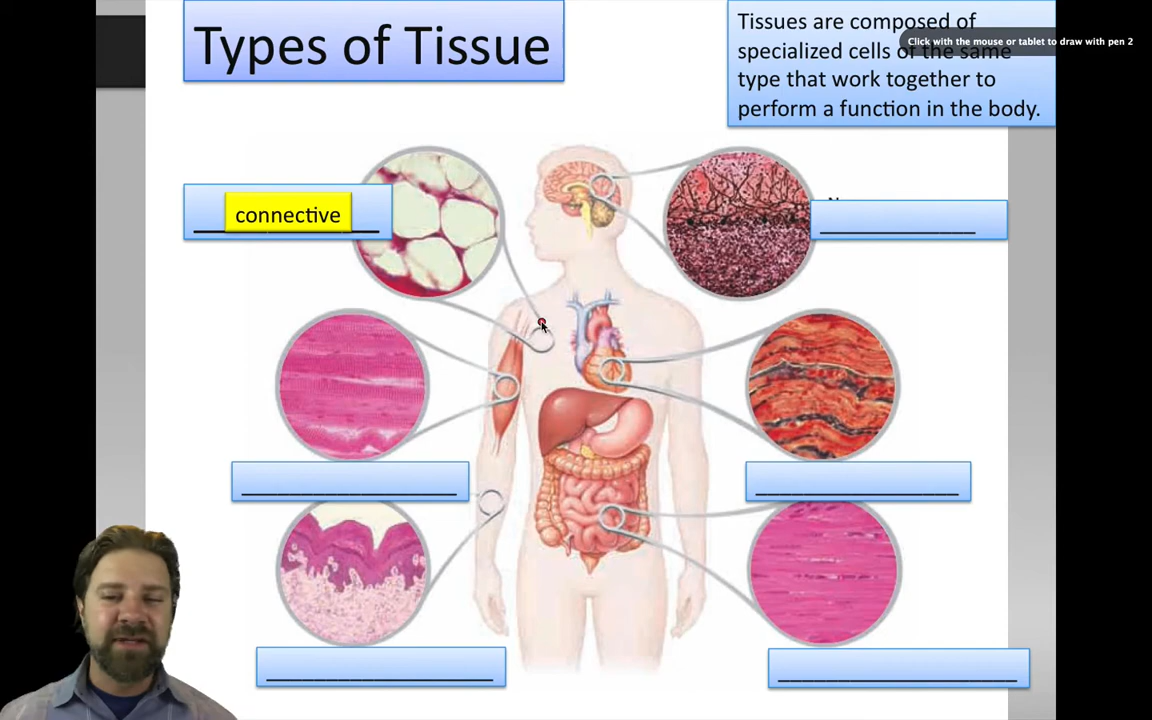 Types of Tissue
Tissues are composed of
specialized cells of the same
type that work together to
perform a function in the body.
Click with the mouse or tablet to draw with pen 2
connective